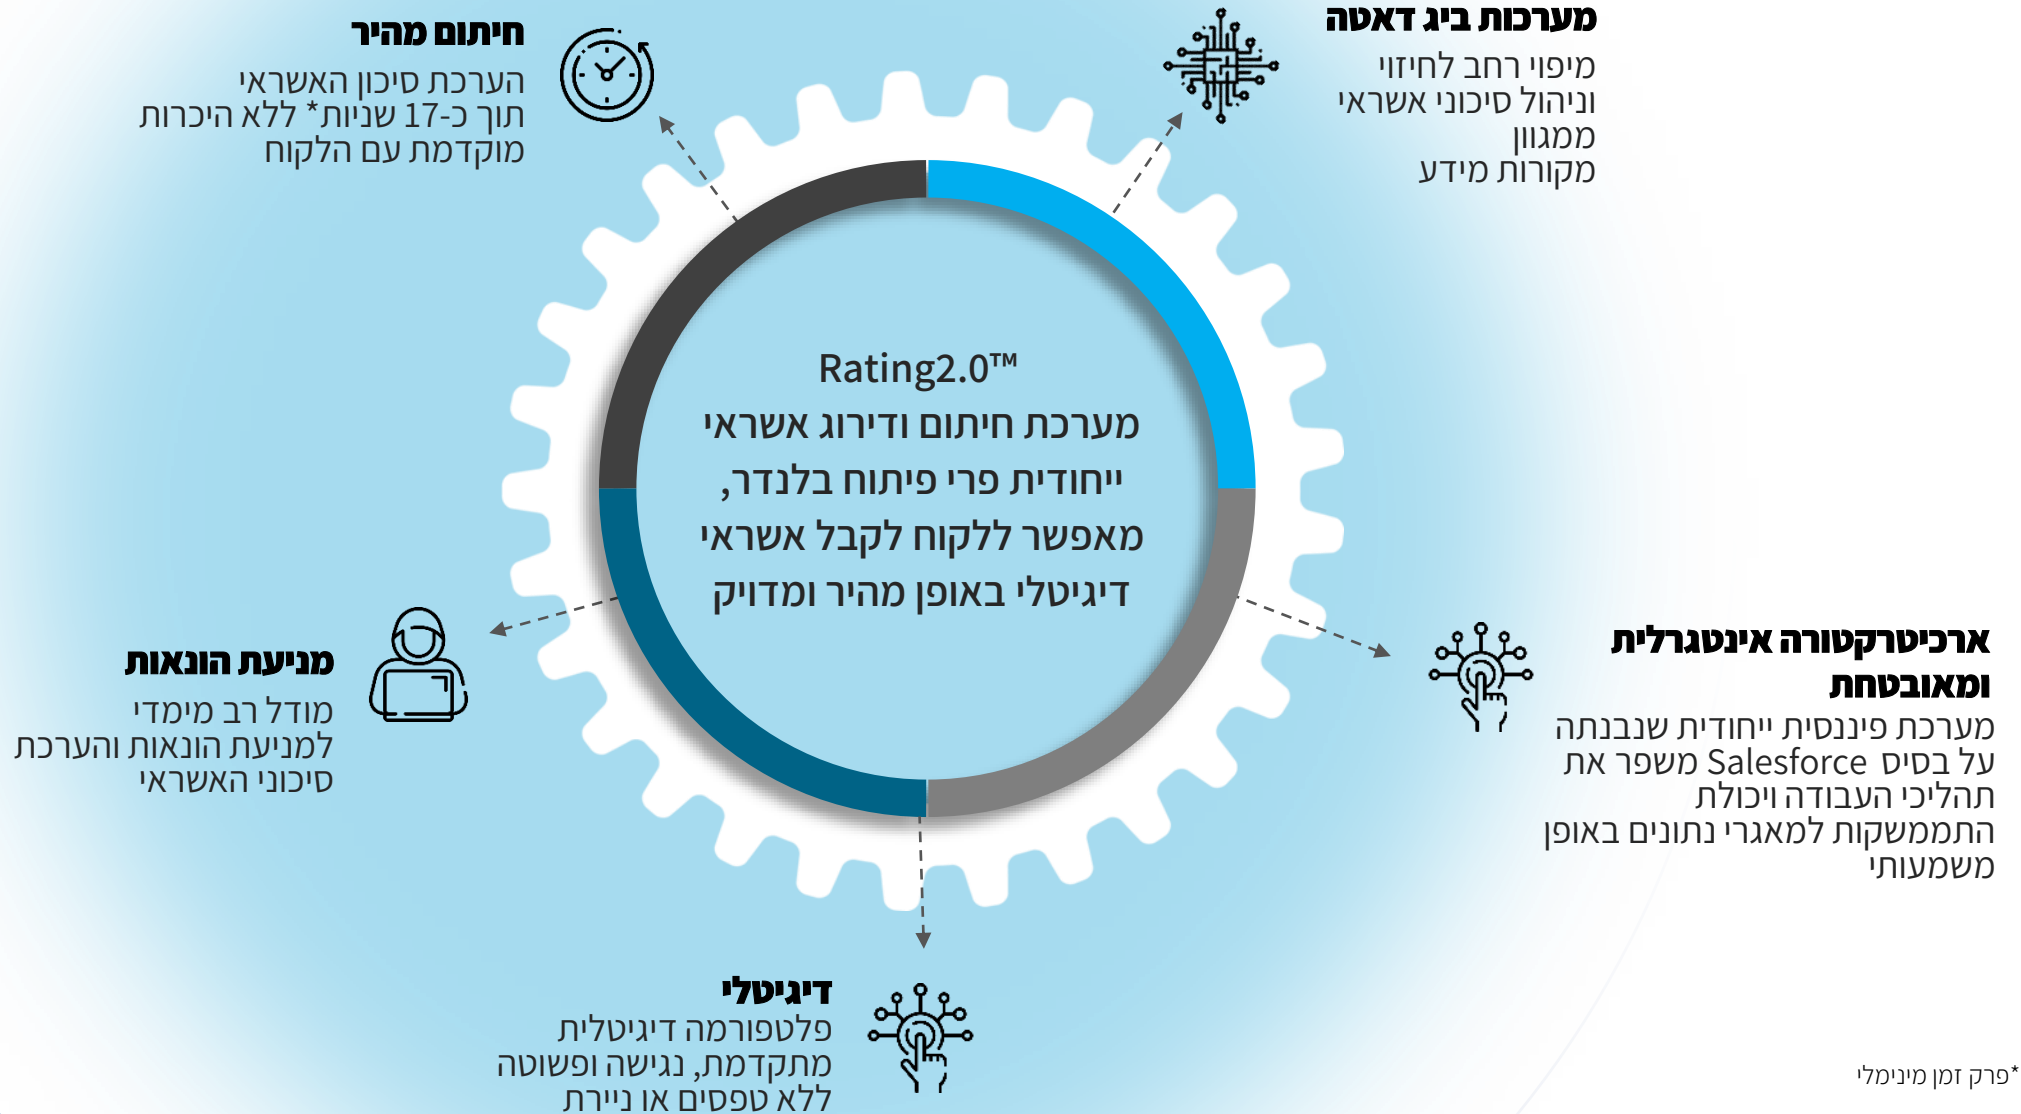 מערכות ביג דאטה
מיפוי רחב לחיזוי
וניהול סיכוני אשראי
ממגוון
מקורות מידע
חיתום מהיר
הערכת סיכון האשראי
תוך כ-17 שניות* ללא היכרות
מוקדמת עם הלקוח
Rating2.0™
מערכת חיתום ודירוג אשראי
ייחודית פרי פיתוח בלנדר,
מאפשר ללקוח לקבל אשראי
דיגיטלי באופן מהיר ומדויק
ארכיטרקטורה אינטגרלית
ומאובטחת
מערכת פיננסית ייחודית שנבנתה
על בסיס Salesforce משפר את
תהליכי העבודה ויכולת
התממשקות למאגרי נתונים באופן
משמעותי
מניעת הונאות
מודל רב מימדי
למניעת הונאות והערכת
סיכוני האשראי
דיגיטלי
פלטפורמה דיגיטלית
מתקדמת, נגישה ופשוטה
ללא טפסים או ניירת
*פרק זמן מינימלי